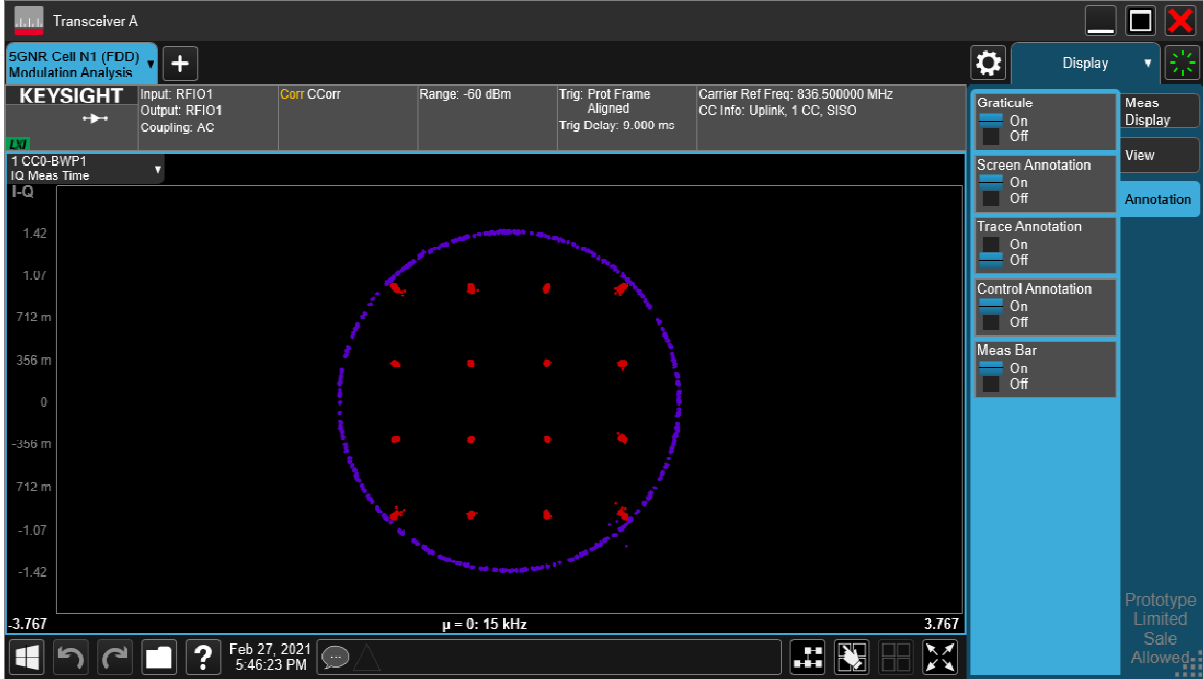 Transceiver A
5GNR Cell N1 (FDD)
Modulation Analysis
Display
KEYSIGHT
LXI
Input: RFIO1
Output: RFIO1
Coupling: AC
Corr CCorr
Range: -60 dBm
Trig: Prot Frame
Aligned
Trig Delay: 9.000 ms
Carrier Ref Freq: 836.500000 MHz
CC Info: Uplink, 1 CC, SISO
1 CC0-BWP1
IQ Meas Time
I-Q
1.42
1.07
712 m
356 m
0
-356 m
712 m
-1.07
-1.42
-3.767
μ = 0: 15 kHz
3.767
Graticule
On
Off
Screen Annotation
On
Off
Trace Annotation
On
Off
Control Annotation
On
Off
Meas Bar
On
Off
Meas
Display
View
Annotation
Prototype
Limited
Sale
Allowed
?
Feb 27, 2021
5:46:23 PM